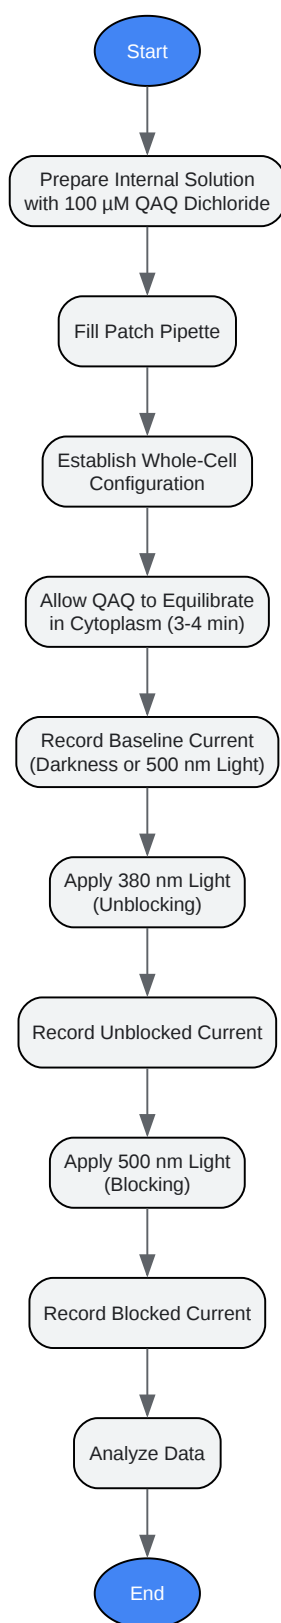 Start
Prepare Internal Solution
with 100 µM QAQ Dichloride
Fill Patch Pipette
Establish Whole-Cell
Configuration
Allow QAQ to Equilibrate
in Cytoplasm (3-4 min)
Record Baseline Current
(Darkness or 500 nm Light)
Apply 380 nm Light
(Unblocking)
Record Unblocked Current
Apply 500 nm Light
(Blocking)
Record Blocked Current
Analyze Data
End